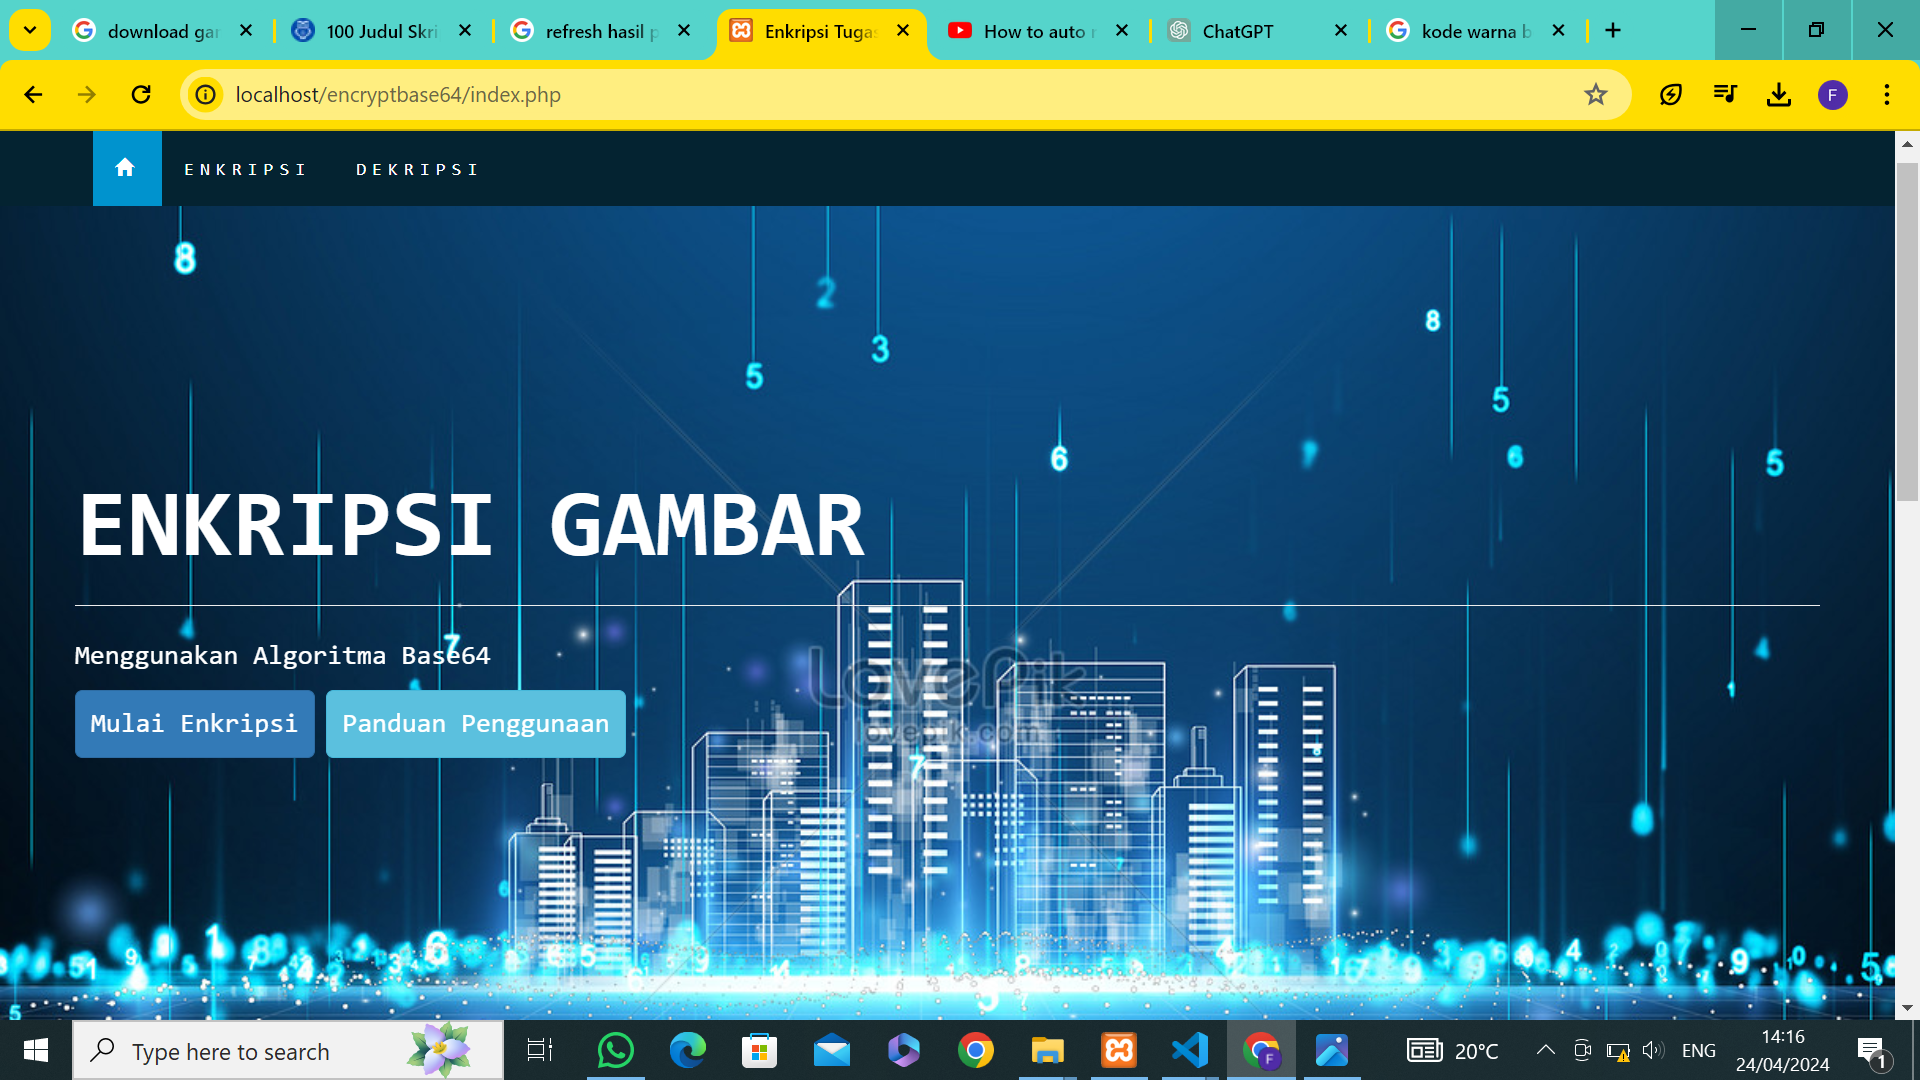 download gar
100 Judul Skri
refresh hasil p
Enkripsi Tugas
How to auto r
ChatGPT
kode warna b
localhost/encryptbase64/index.php
F
ENKRIPSI
DEKRIPSI
ENKRIPSI GAMBAR
Menggunakan Algoritma Base64
Mulai Enkripsi
Panduan Penggunaan
LovePik
lovepik.com
Type here to search
20°C
ENG
14:16
24/04/2024
1